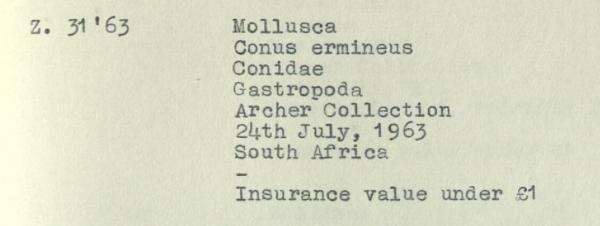 Z. 31 '63 Mollusca
Conus ermineus
Conidae
Gastropoda
Archer Collection
24th July, 1963
South Africa
-
Insurance value under £1